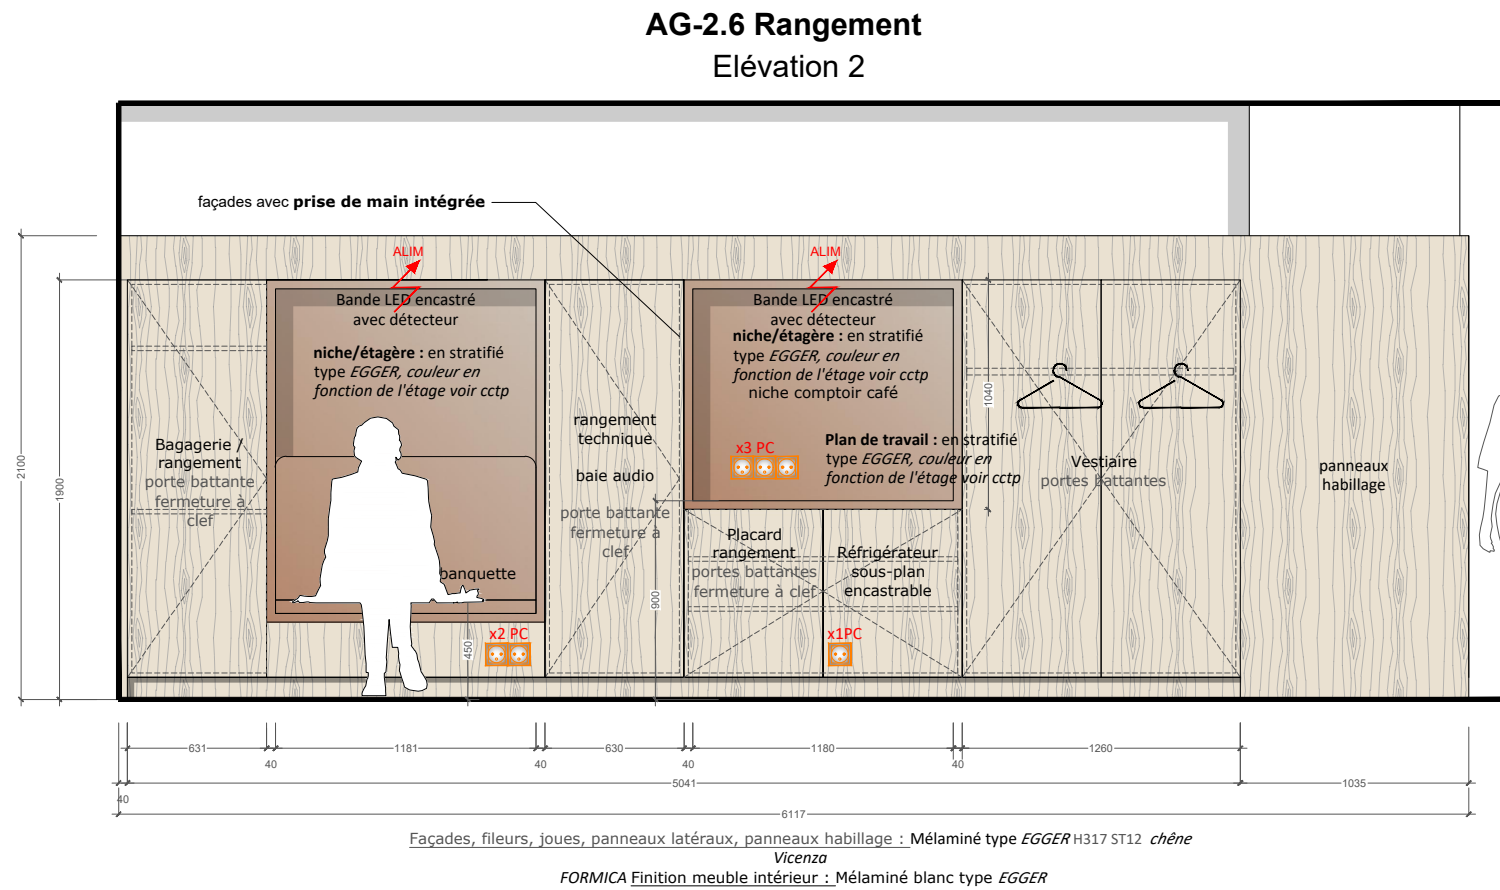 AG-2.6 Rangement
Elévation 2
façades avec prise de main intégrée
ALIM
Bande LED encastré
avec détecteur
niche/étagère : en stratifié
type EGGER, couleur en
fonction de l'étage voir cctp
ALIM
Bande LED encastré
avec détecteur
niche/étagère : en stratifié
type EGGER, couleur en
fonction de l'étage voir cctp
niche comptoir café
1040
2100
1900
Bagagerie /
rangement
porte battante
fermeture à
clef
rangement
technique
baie audio
porte battante
fermeture à
clef
x3 PC
Plan de travail : en stratifié
type EGGER, couleur en
fonction de l'étage voir cctp
Vestiaire
portes battantes
panneaux
habillage
banquette
Placard
rangement
portes battantes
fermeture à clef
Réfrigérateur
sous-plan
encastrable
900
450
x2 PC
x1PC
631
1181
630
1180
1260
40
40
40
40
5041
1035
40
6117
Façades, fileurs, joues, panneaux latéraux, panneaux habillage : Mélaminé type EGGER H317 ST12 chêne
Vicenza
FORMICA Finition meuble intérieur : Mélaminé blanc type EGGER